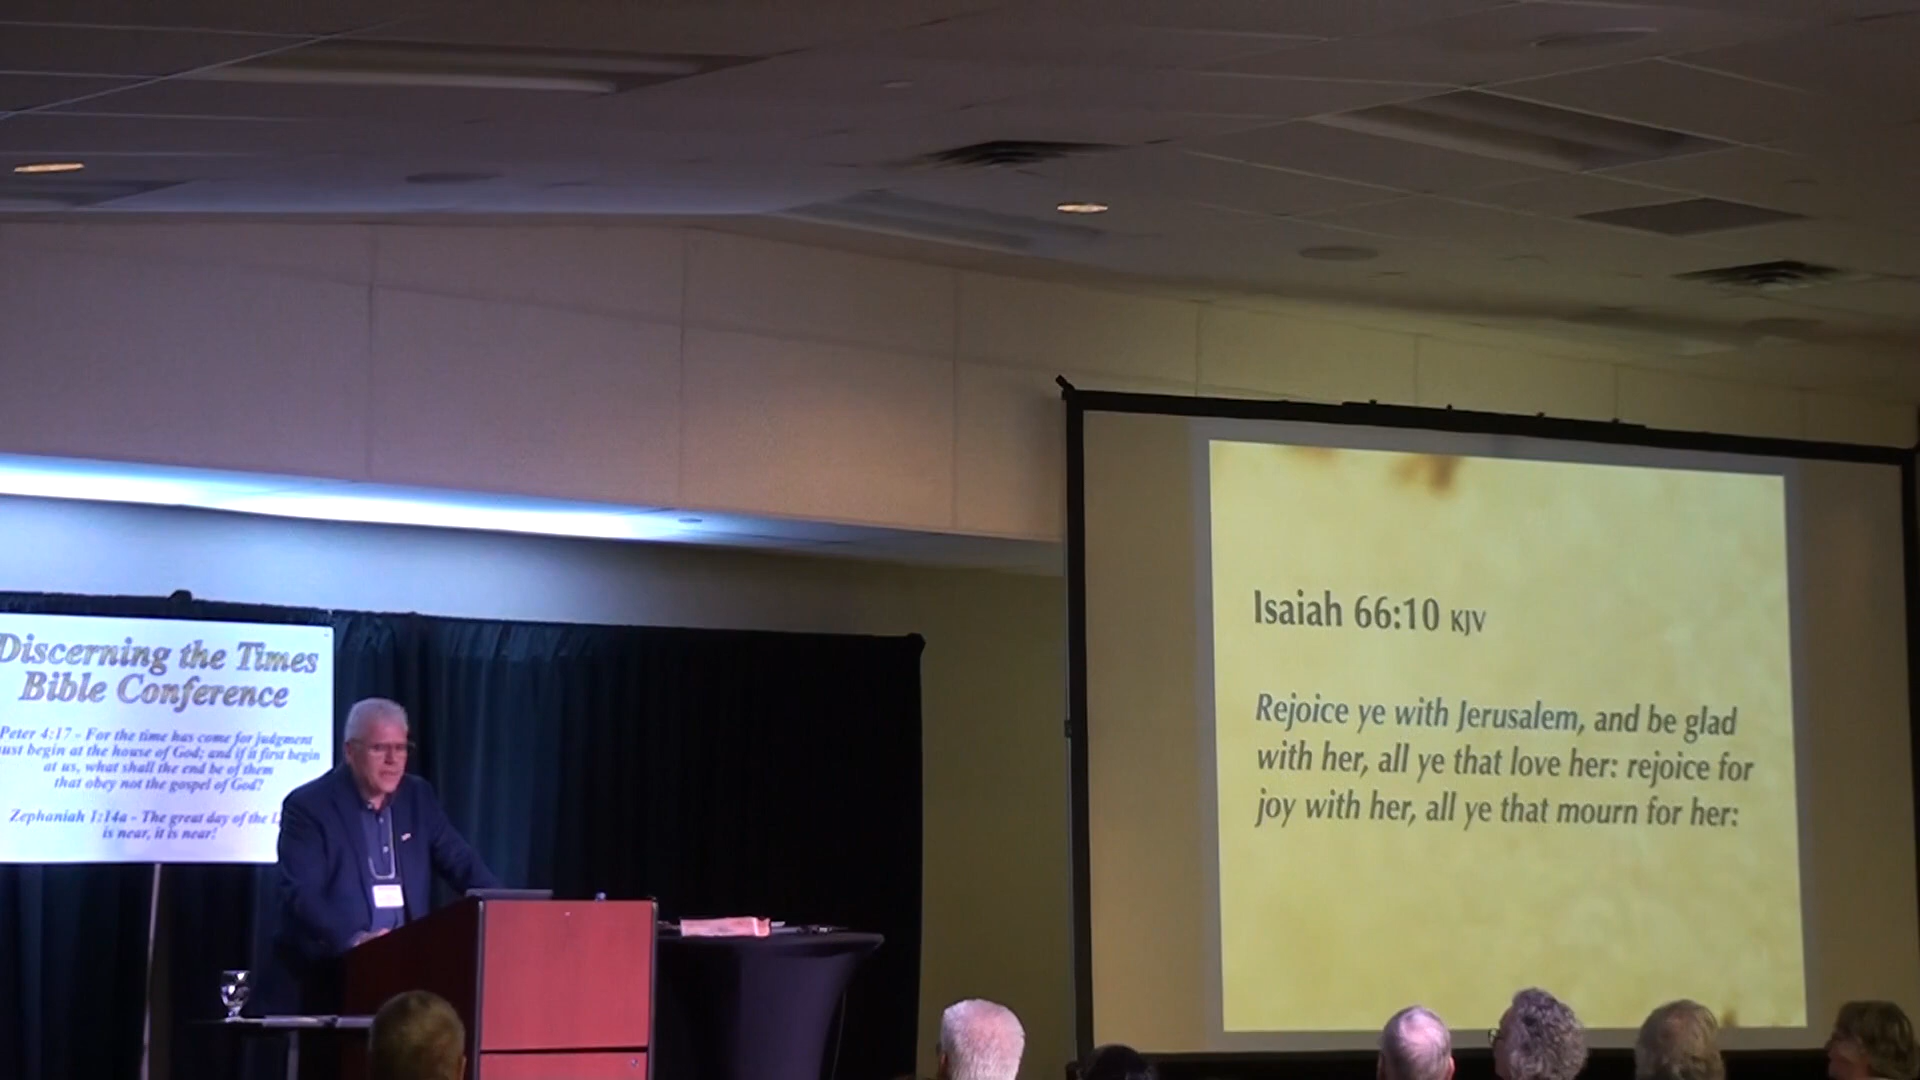 Discerning the Times
Bible Conference
Peter 4:17 - For the time has come for judgment
must begin at the house of God; and if it first begin
at us, what shall the end be of them
that obey not the gospel of God?
Zephaniah 1:14a - The great day of the
is near, it is near!
Isaiah 66:10 KJV
Rejoice ye with Jerusalem, and be glad
with her, all ye that love her: rejoice for
joy with her, all ye that mourn for her: